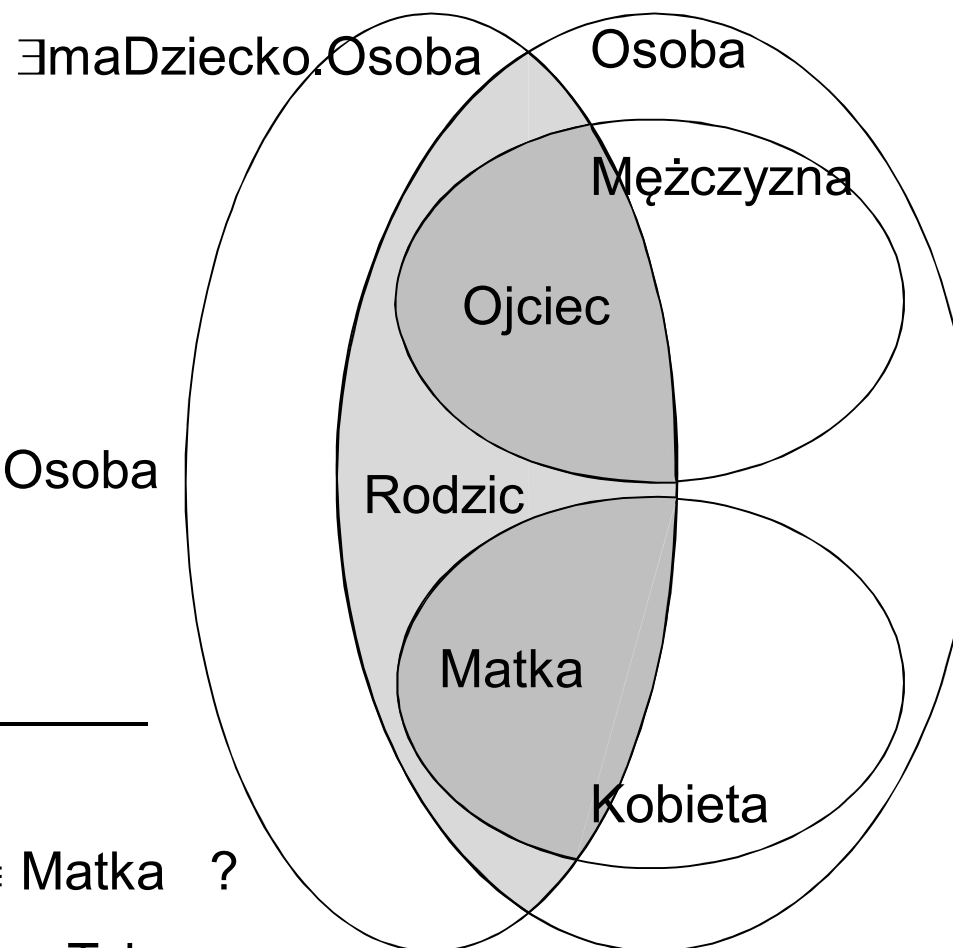 ∃maDziecko.Osoba
Osoba
Mężczyzna
Ojciec
Osoba
Rodzic
Matka
Kobieta
Matka ?